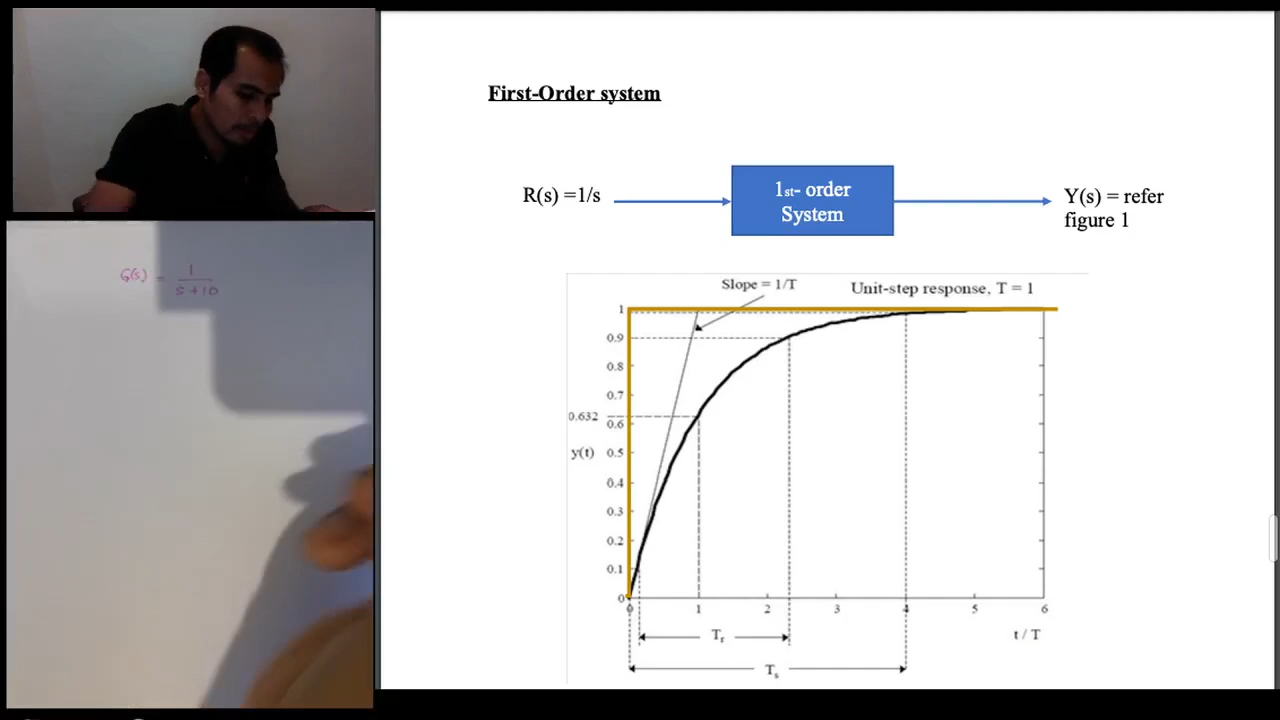 First-Order system
R(s) =1/s
1st- order
System
Y(s) = refer
figure 1
G(s) = 1
s+10
Slope = 1/T
Unit-step response, T = 1
1
0.9
0.8
0.7
0.632
0.6
y(t)
0.5
0.4
0.3
0.2
0.1
0
0 1 2 3 4 5 6
Tr
t / T
Ts